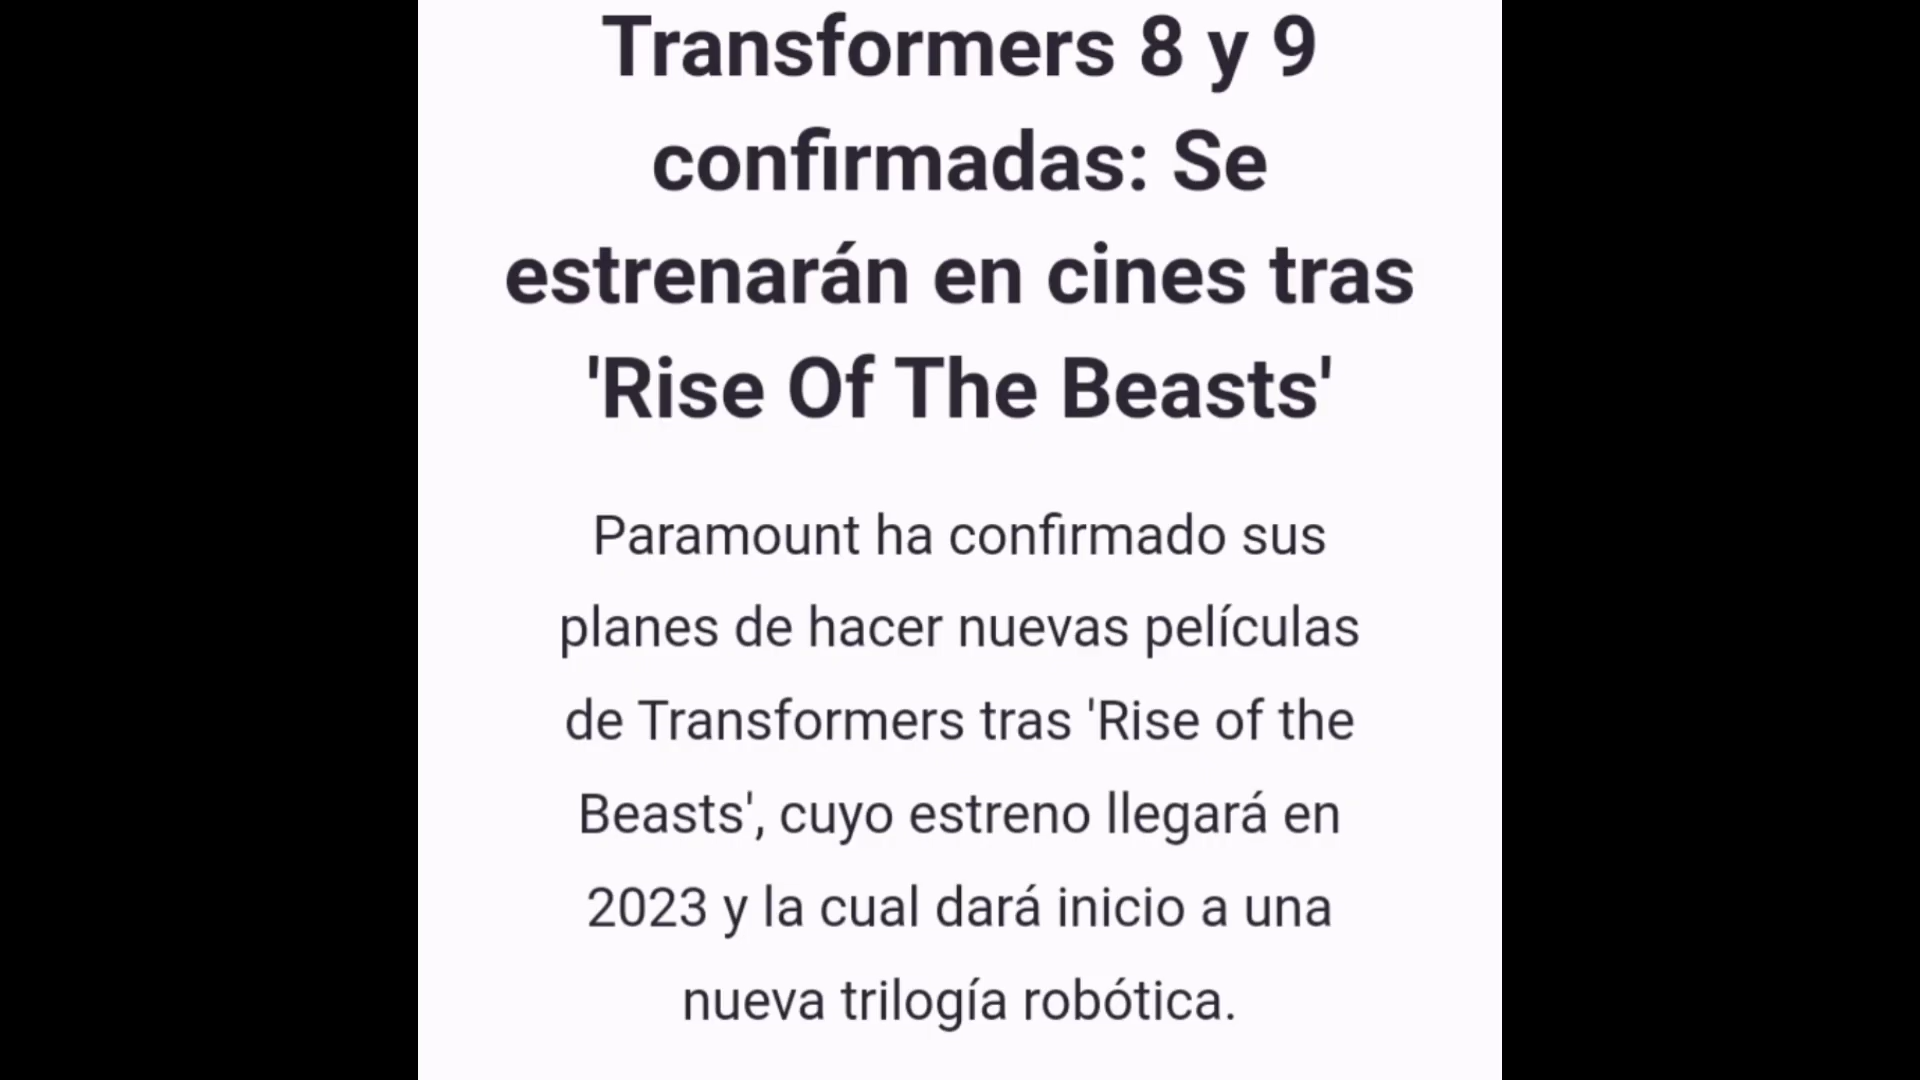 Transformers 8 y 9
confirmadas: Se
estrenarán en cines tras
'Rise Of The Beasts'
Paramount ha confirmado sus
planes de hacer nuevas películas
de Transformers tras 'Rise of the
Beasts', cuyo estreno llegará en
2023 y la cual dará inicio a una
nueva trilogía robótica.